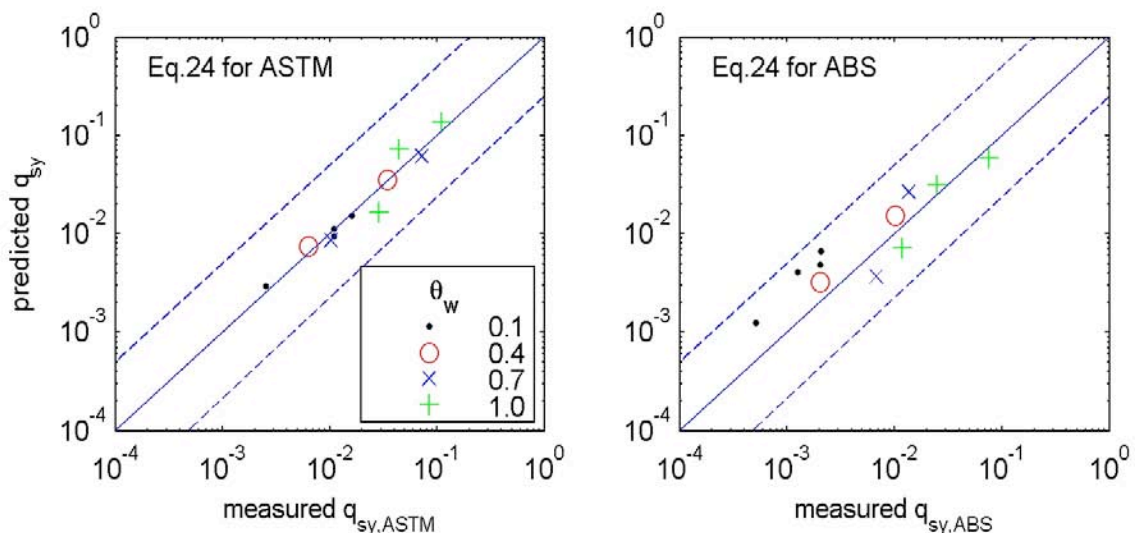 Eq.24 for ASTM
predicted q_sy
10^0
10^-1
10^-2
10^-3
10^-4
10^-4 10^-3 10^-2 10^-1 10^0
measured q_sy,ASTM
θ_w
0.1
0.4
0.7
1.0
Eq.24 for ABS
10^0
10^-1
10^-2
10^-3
10^-4
10^-4 10^-3 10^-2 10^-1 10^0
measured q_sy,ABS